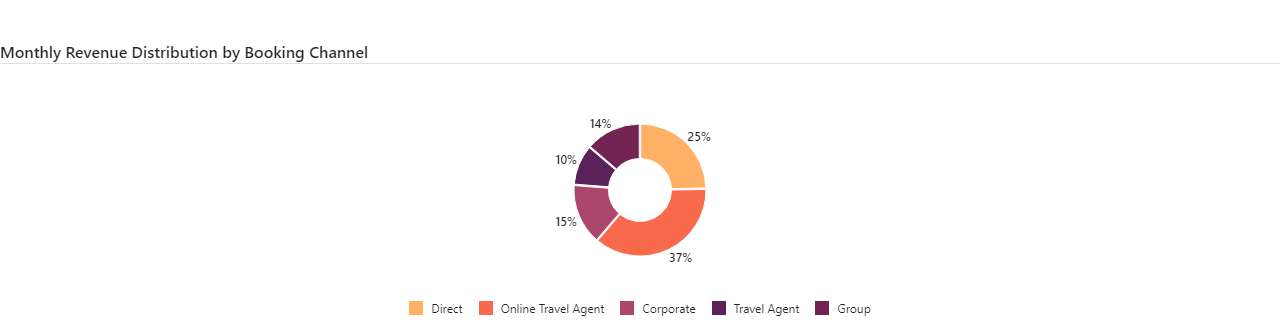 Monthly Revenue Distribution by Booking Channel
14%
25%
10%
15%
37%
Direct Online Travel Agent Corporate Travel Agent Group